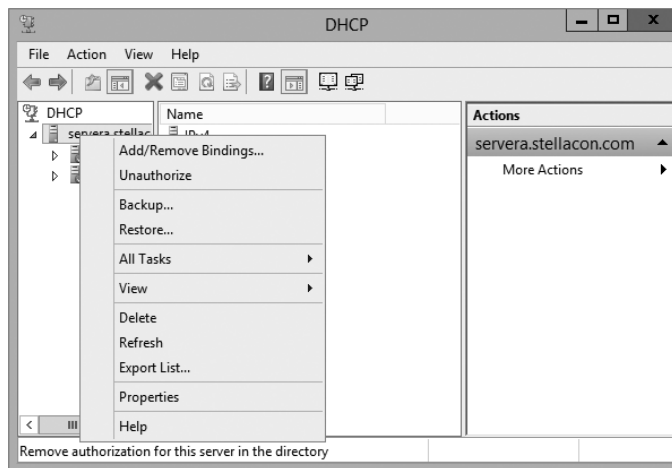 DHCP
File Action View Help
DHCP
servera.stellac
Name
IPv4
Actions
servera.stellacon.com
More Actions
Add/Remove Bindings...
Unauthorize
Backup...
Restore...
All Tasks
View
Delete
Refresh
Export List...
Properties
Help
Remove authorization for this server in the directory